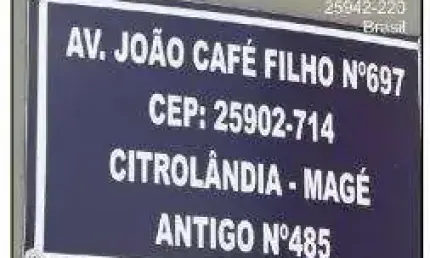 25942-220
Brasil
AV. JOÃO CAFÉ FILHO Nº697
CEP: 25902-714
CITROLÂNDIA - MAGÉ
ANTIGO Nº485